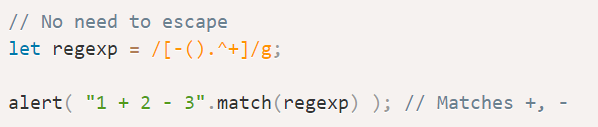 // No need to escape
let regexp = /[-().^+]/g;
alert( "1 + 2 - 3".match(regexp) ); // Matches +, -